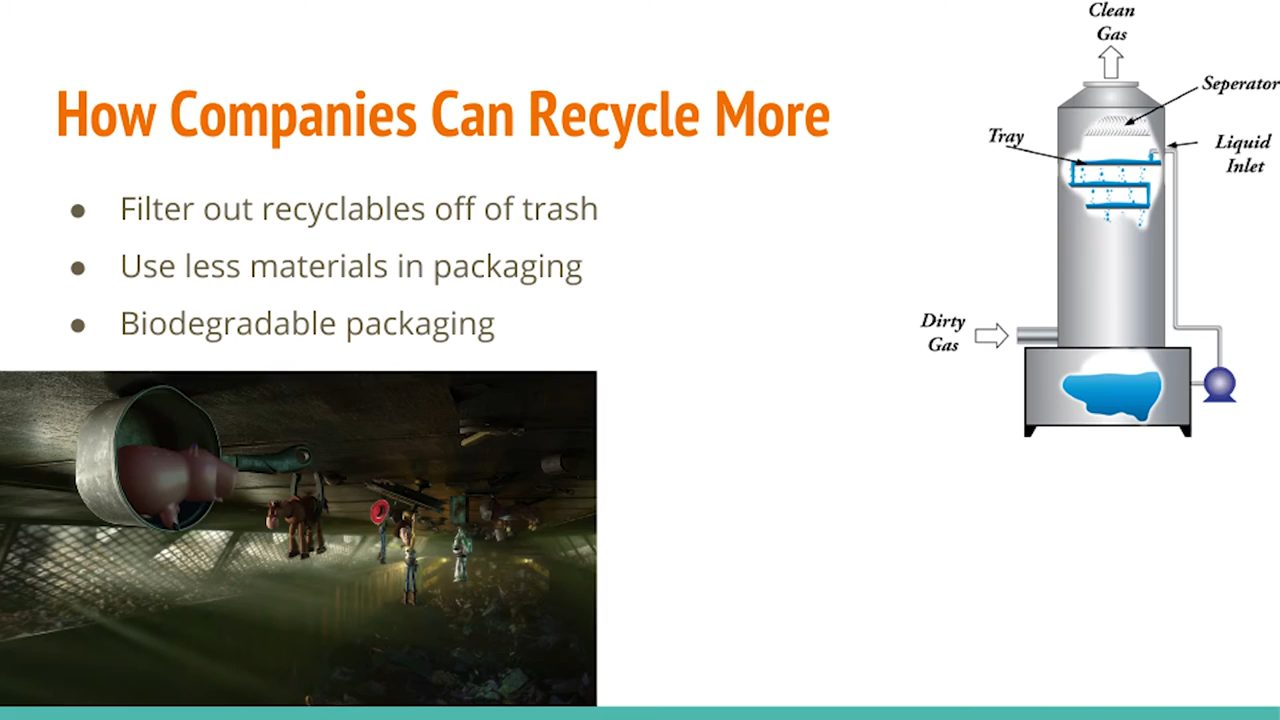 How Companies Can Recycle More
● Filter out recyclables off of trash
● Use less materials in packaging
● Biodegradable packaging
Clean
Gas
Seperator
Tray
Liquid
Inlet
Dirty
Gas